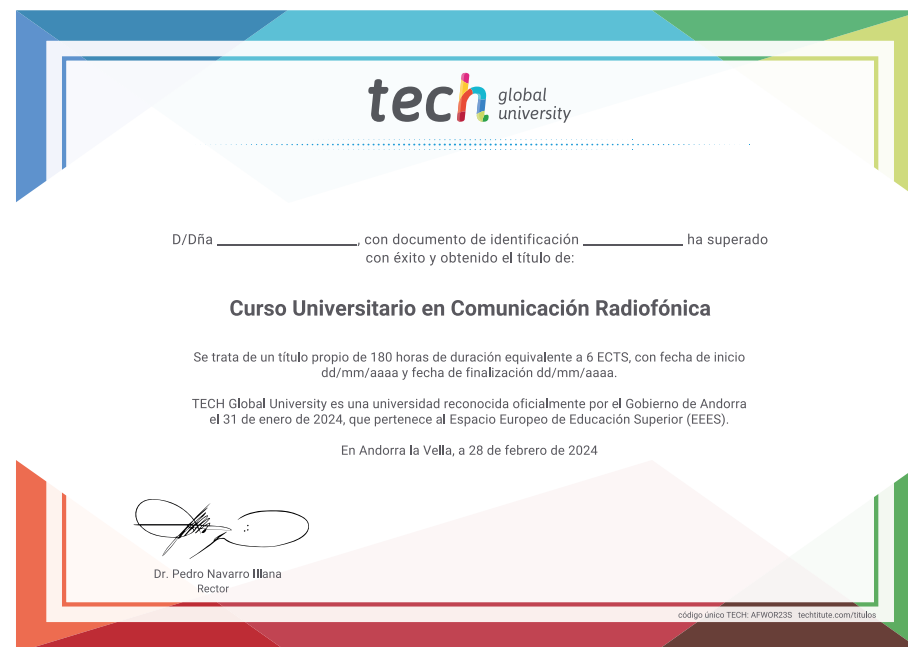 tech global university
D/Dña ____________, con documento de identificación ____________ ha superado
con éxito y obtenido el título de:
Curso Universitario en Comunicación Radiofónica
Se trata de un título propio de 180 horas de duración equivalente a 6 ECTS, con fecha de inicio
dd/mm/aaaa y fecha de finalización dd/mm/aaaa.
TECH Global University es una universidad reconocida oficialmente por el Gobierno de Andorra
el 31 de enero de 2024, que pertenece al Espacio Europeo de Educación Superior (EEES).
En Andorra la Vella, a 28 de febrero de 2024
Dr. Pedro Navarro Illana
Rector
código único TECH: AFWOR23S techtitute.com/titulos